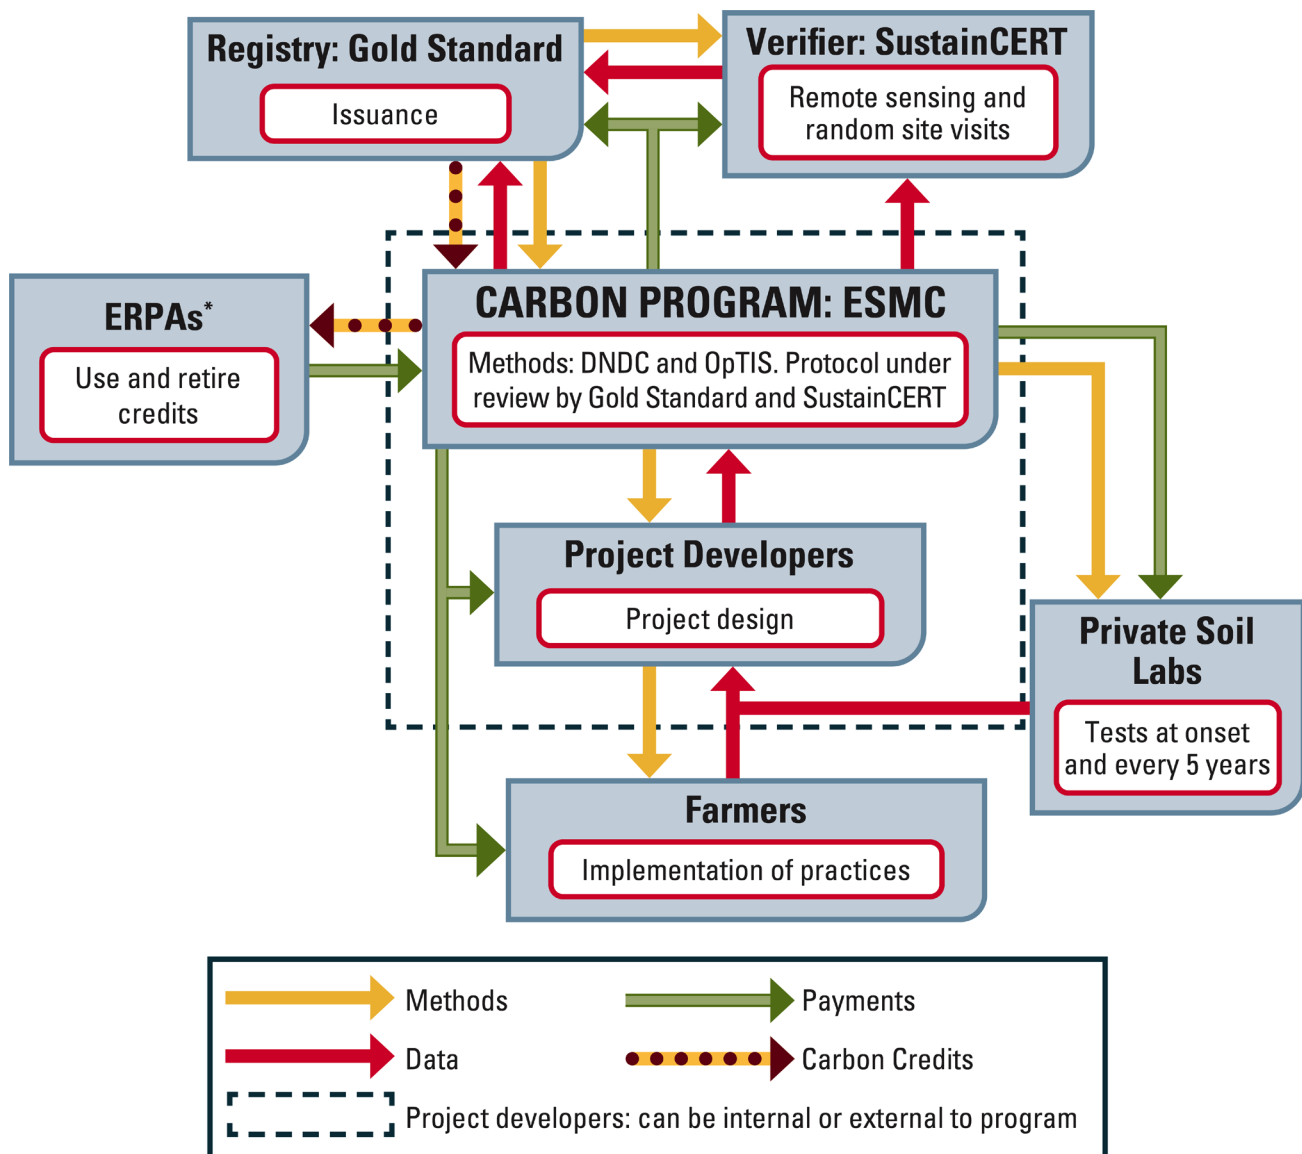 Registry: Gold Standard
Issuance
Verifier: SustainCERT
Remote sensing and
random site visits
ERPAs*
Use and retire
credits
CARBON PROGRAM: ESMC
Methods: DNDC and OpTIS. Protocol under
review by Gold Standard and SustainCERT
Project Developers
Project design
Private Soil
Labs
Tests at onset
and every 5 years
Farmers
Implementation of practices
Methods
Payments
Data
Carbon Credits
Project developers: can be internal or external to program